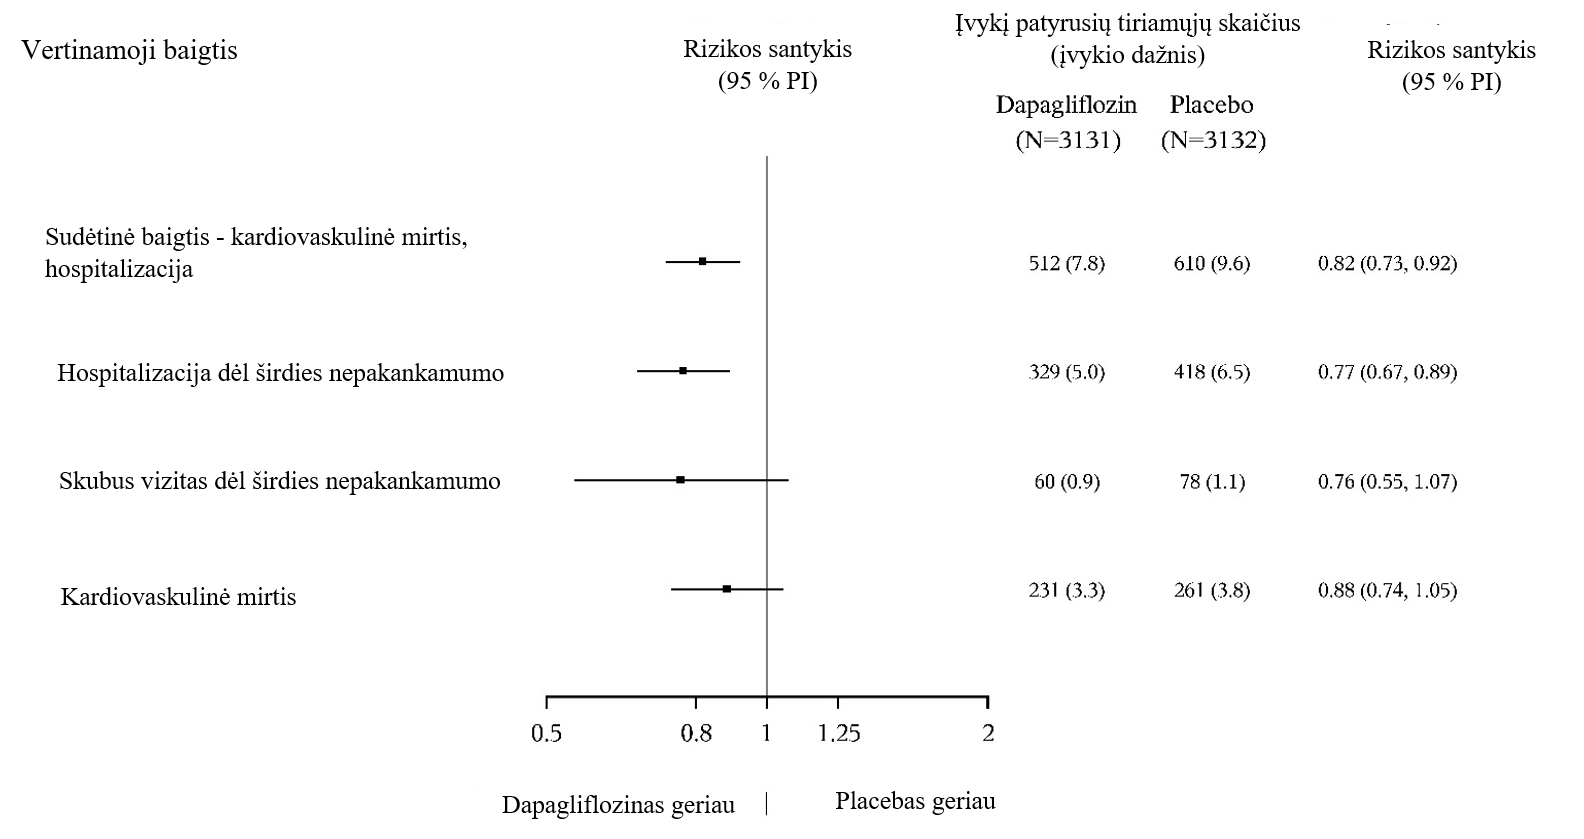 Vertinamoji baigtis
Rizikos santykis
(95 % PI)
Įvykį patyrusių tiriamųjų skaičius
(įvykio dažnis)
Rizikos santykis
(95 % PI)
Dapagliflozin Placebo
(N=3131) (N=3132)
Sudėtinė baigtis - kardiovaskulinė mirtis,
hospitalizacija
512 (7.8) 610 (9.6) 0.82 (0.73, 0.92)
Hospitalizacija dėl širdies nepakankamumo 329 (5.0) 418 (6.5) 0.77 (0.67, 0.89)
Skubus vizitas dėl širdies nepakankamumo 60 (0.9) 78 (1.1) 0.76 (0.55, 1.07)
Kardiovaskulinė mirtis 231 (3.3) 261 (3.8) 0.88 (0.74, 1.05)
0.5 0.8 1 1.25 2
Dapagliflozinas geriau | Placebas geriau